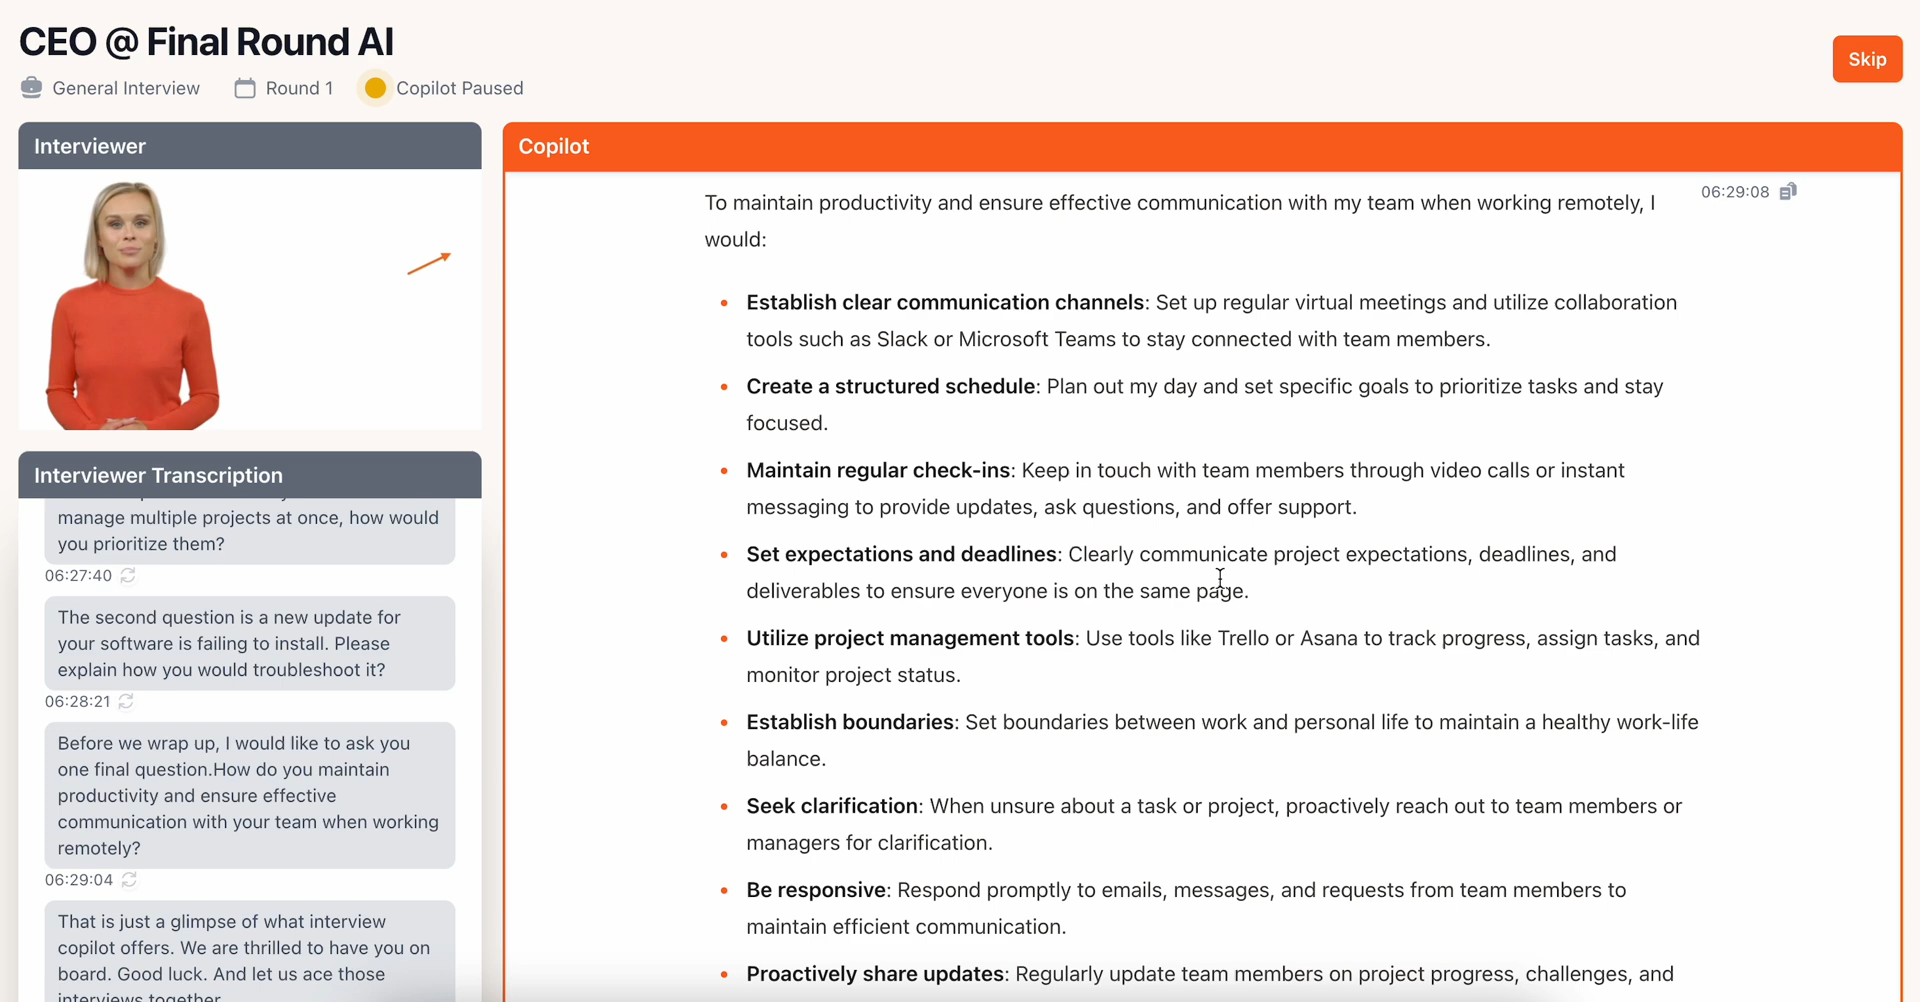 CEO @ Final Round AI
General Interview
Round 1
Copilot Paused
Skip
Interviewer
Interviewer Transcription
manage multiple projects at once, how would
you prioritize them?
06:27:40
The second question is a new update for
your software is failing to install. Please
explain how you would troubleshoot it?
06:28:21
Before we wrap up, I would like to ask you
one final question.How do you maintain
productivity and ensure effective
communication with your team when working
remotely?
06:29:04
That is just a glimpse of what interview
copilot offers. We are thrilled to have you on
board. Good luck. And let us ace those
interviews together
Copilot
06:29:08
To maintain productivity and ensure effective communication with my team when working remotely, I
would:
• Establish clear communication channels: Set up regular virtual meetings and utilize collaboration
tools such as Slack or Microsoft Teams to stay connected with team members.
• Create a structured schedule: Plan out my day and set specific goals to prioritize tasks and stay
focused.
• Maintain regular check-ins: Keep in touch with team members through video calls or instant
messaging to provide updates, ask questions, and offer support.
• Set expectations and deadlines: Clearly communicate project expectations, deadlines, and
deliverables to ensure everyone is on the same page.
• Utilize project management tools: Use tools like Trello or Asana to track progress, assign tasks, and
monitor project status.
• Establish boundaries: Set boundaries between work and personal life to maintain a healthy work-life
balance.
• Seek clarification: When unsure about a task or project, proactively reach out to team members or
managers for clarification.
• Be responsive: Respond promptly to emails, messages, and requests from team members to
maintain efficient communication.
• Proactively share updates: Regularly update team members on project progress, challenges, and